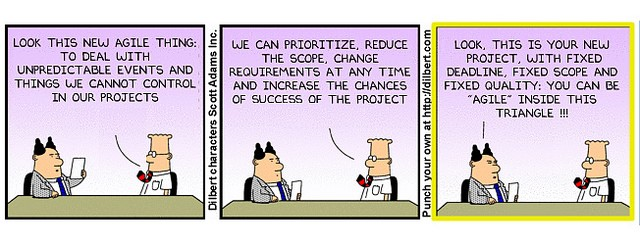 LOOK THIS NEW AGILE THING:
TO DEAL WITH
UNPREDICTABLE EVENTS AND
THINGS WE CANNOT CONTROL
IN OUR PROJECTS
Dilbert characters Scott Adams Inc.
WE CAN PRIORITIZE, REDUCE
THE SCOPE, CHANGE
REQUIREMENTS AT ANY TIME
AND INCREASE THE CHANCES
OF SUCCESS OF THE PROJECT
Punch your own at http://dilbert.com
LOOK, THIS IS YOUR NEW
PROJECT, WITH FIXED
DEADLINE, FIXED SCOPE AND
FIXED QUALITY: YOU CAN BE
"AGILE" INSIDE THIS
TRIANGLE !!!